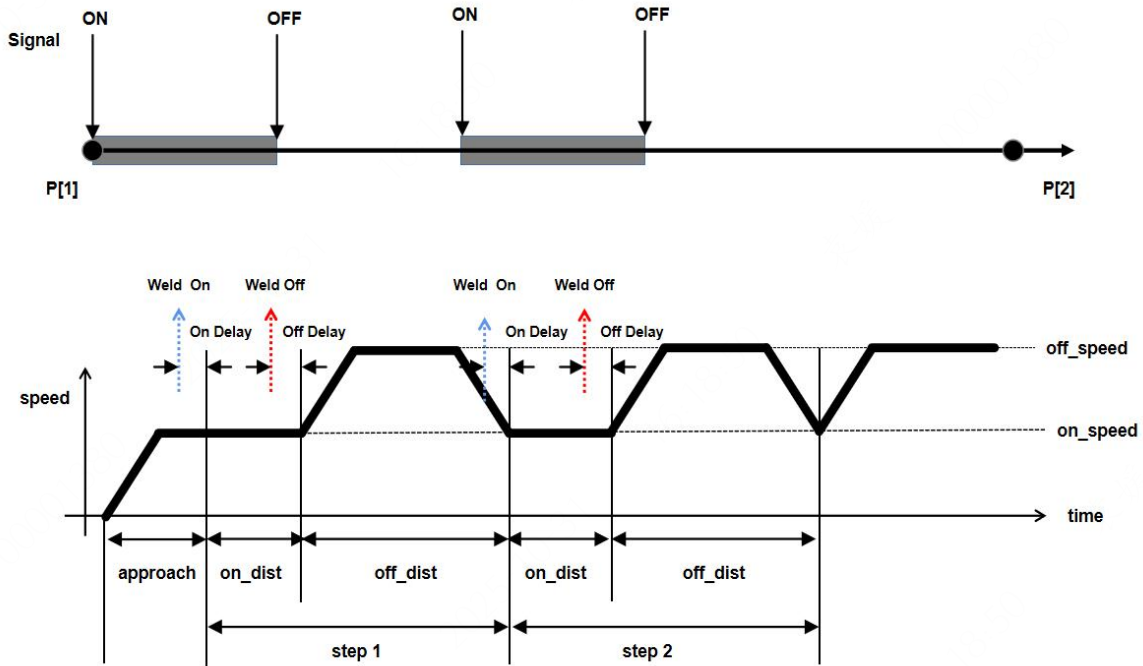 ON
OFF
ON
OFF
Signal
P[1]
P[2]
Weld On
Weld Off
Weld On
Weld Off
On Delay
Off Delay
On Delay
Off Delay
off_speed
speed
on_speed
time
approach
on_dist
off_dist
on_dist
off_dist
step 1
step 2